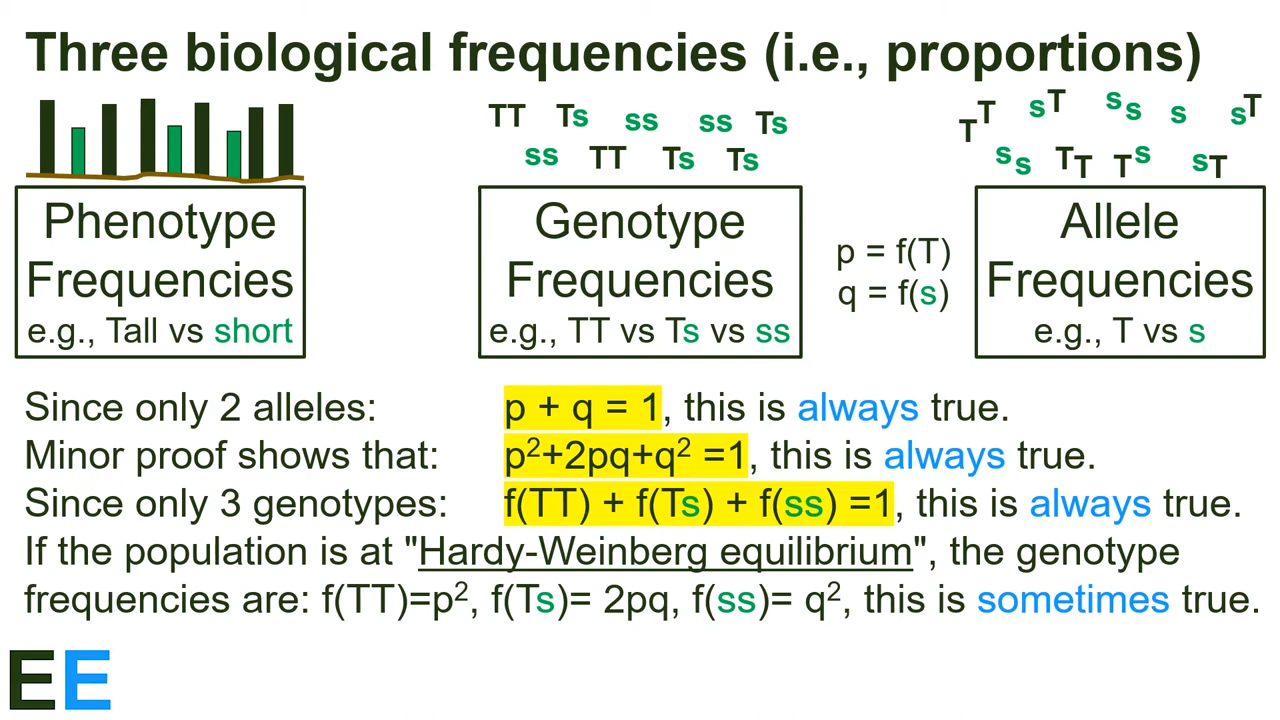 Three biological frequencies (i.e., proportions)
TT Ts ss ss Ts
ss TT Ts Ts
T T s T s s s s T
s s T T T s s T
Phenotype
Frequencies
e.g., Tall vs short
Genotype
Frequencies
e.g., TT vs Ts vs ss
p = f(T)
q = f(s)
Allele
Frequencies
e.g., T vs s
Since only 2 alleles: p + q = 1, this is always true.
Minor proof shows that: p²+2pq+q² =1, this is always true.
Since only 3 genotypes: f(TT) + f(Ts) + f(ss) =1, this is always true.
If the population is at "Hardy-Weinberg equilibrium", the genotype
frequencies are: f(TT)=p², f(Ts)= 2pq, f(ss)= q², this is sometimes true.
EE